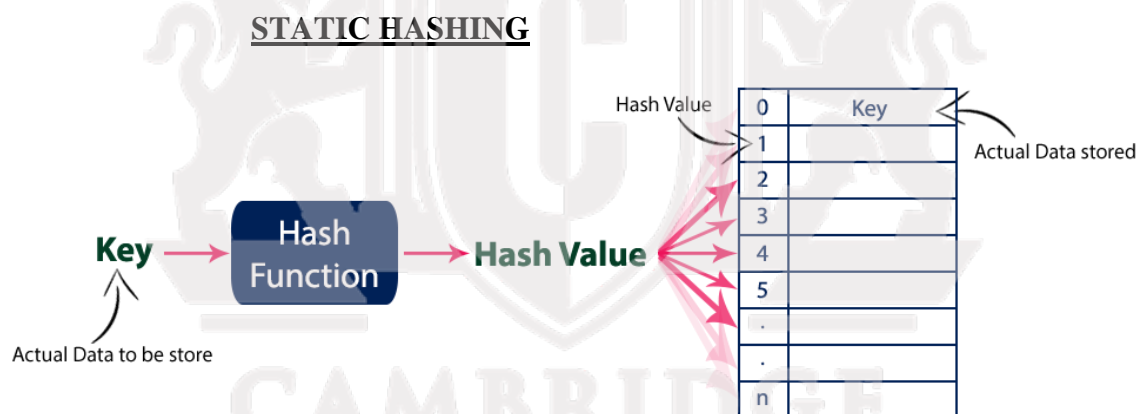 STATIC HASHING
Hash Value
0 Key
1
Actual Data stored
2
3
Hash
Function
Key
Hash Value
4
5
.
Actual Data to be store
.
n
CAMBRIDGE